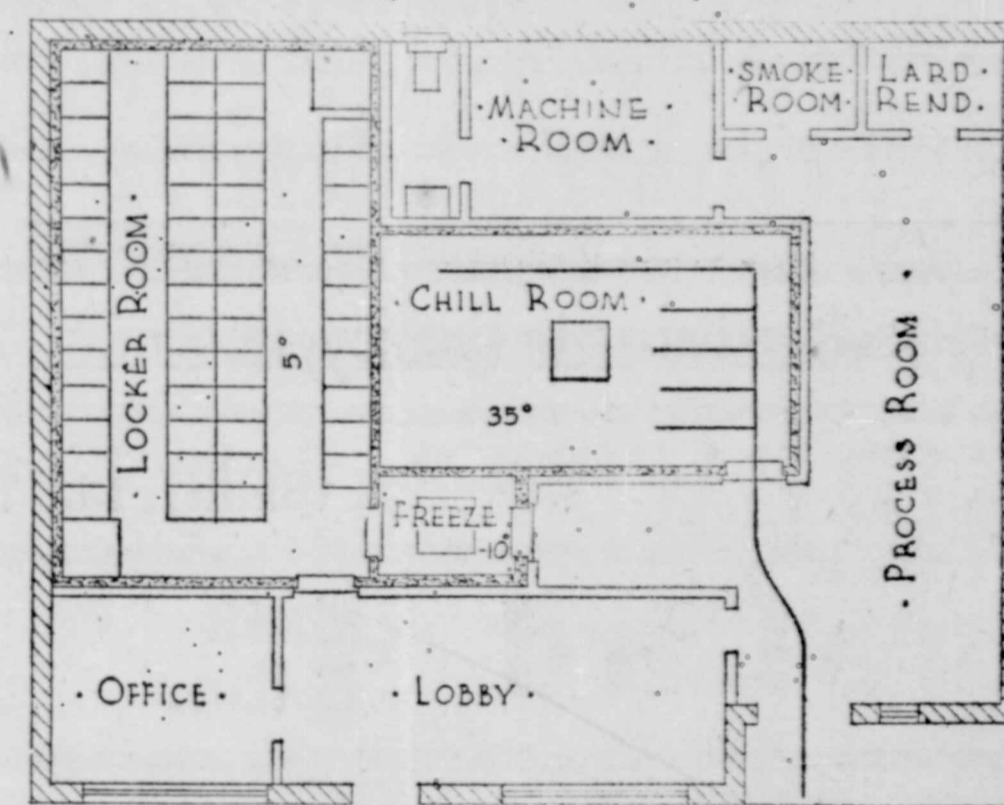 · MACHINE ·
· ROOM ·
· SMOKE ·
· ROOM ·
LARD ·
REND. ·
LOCKER ROOM ·
5°
· CHILL ROOM ·
35°
· PROCESS ROOM ·
FREEZE
-10°
· OFFICE ·
· LOBBY ·